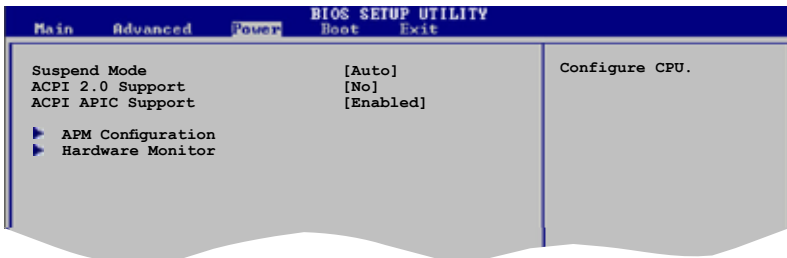 BIOS SETUP UTILITY
Main Advanced Power Boot Exit
Suspend Mode [Auto]
ACPI 2.0 Support [No]
ACPI APIC Support [Enabled]
APM Configuration
Hardware Monitor
Configure CPU.